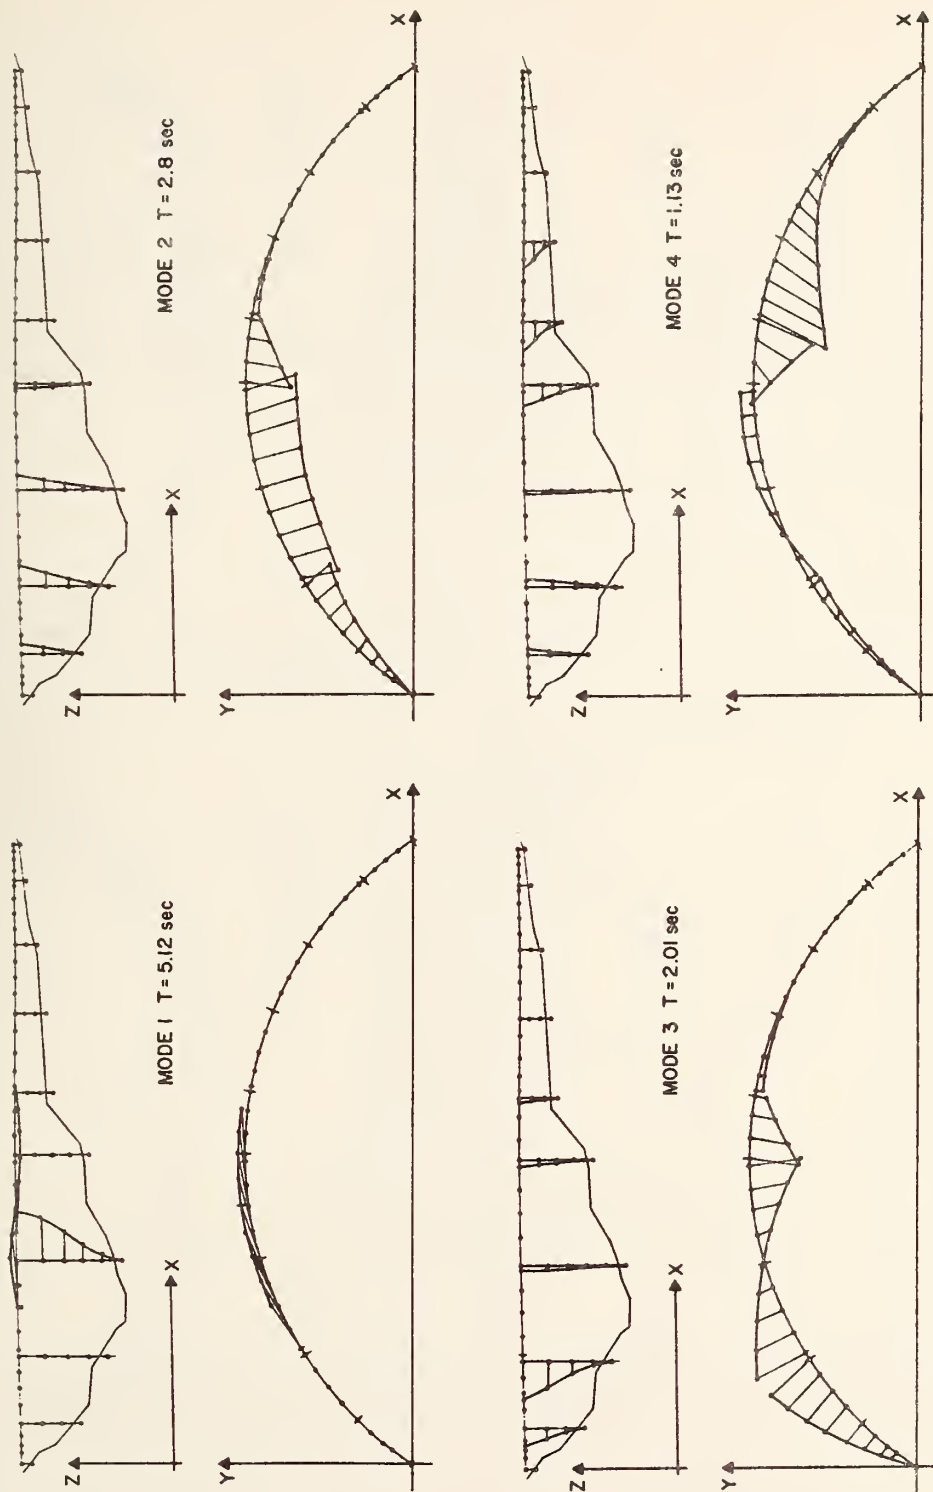 Z
X
MODE 1 T = 5.12 sec
Y
X
Z
X
MODE 2 T = 2.8 sec
Y
X
Z
X
MODE 3 T = 2.01 sec
Y
X
Z
X
MODE 4 T = 1.13 sec
Y
X